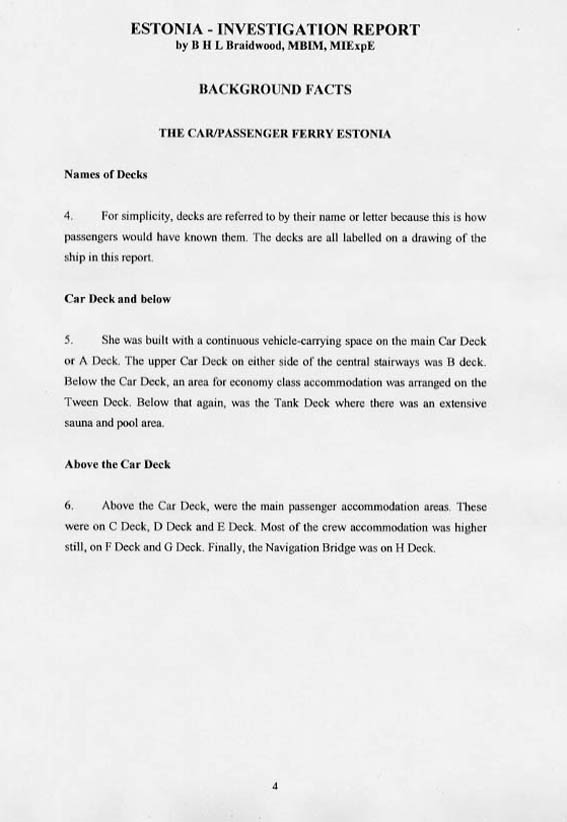 ESTONIA - INVESTIGATION REPORT
by B H L Braidwood, MBIM, MIExpE
BACKGROUND FACTS
THE CAR/PASSENGER FERRY ESTONIA
Names of Decks
4. For simplicity, decks are referred to by their name or letter because this is how
passengers would have known them. The decks are all labelled on a drawing of the
ship in this report.
Car Deck and below
5. She was built with a continuous vehicle-carrying space on the main Car Deck
or A Deck. The upper Car Deck on either side of the central stairways was B deck.
Below the Car Deck, an area for economy class accommodation was arranged on the
Tween Deck. Below that again, was the Tank Deck where there was an extensive
sauna and pool area.
Above the Car Deck
6. Above the Car Deck, were the main passenger accommodation areas. These
were on C Deck, D Deck and E Deck. Most of the crew accommodation was higher
still, on F Deck and G Deck. Finally, the Navigation Bridge was on H Deck.
4